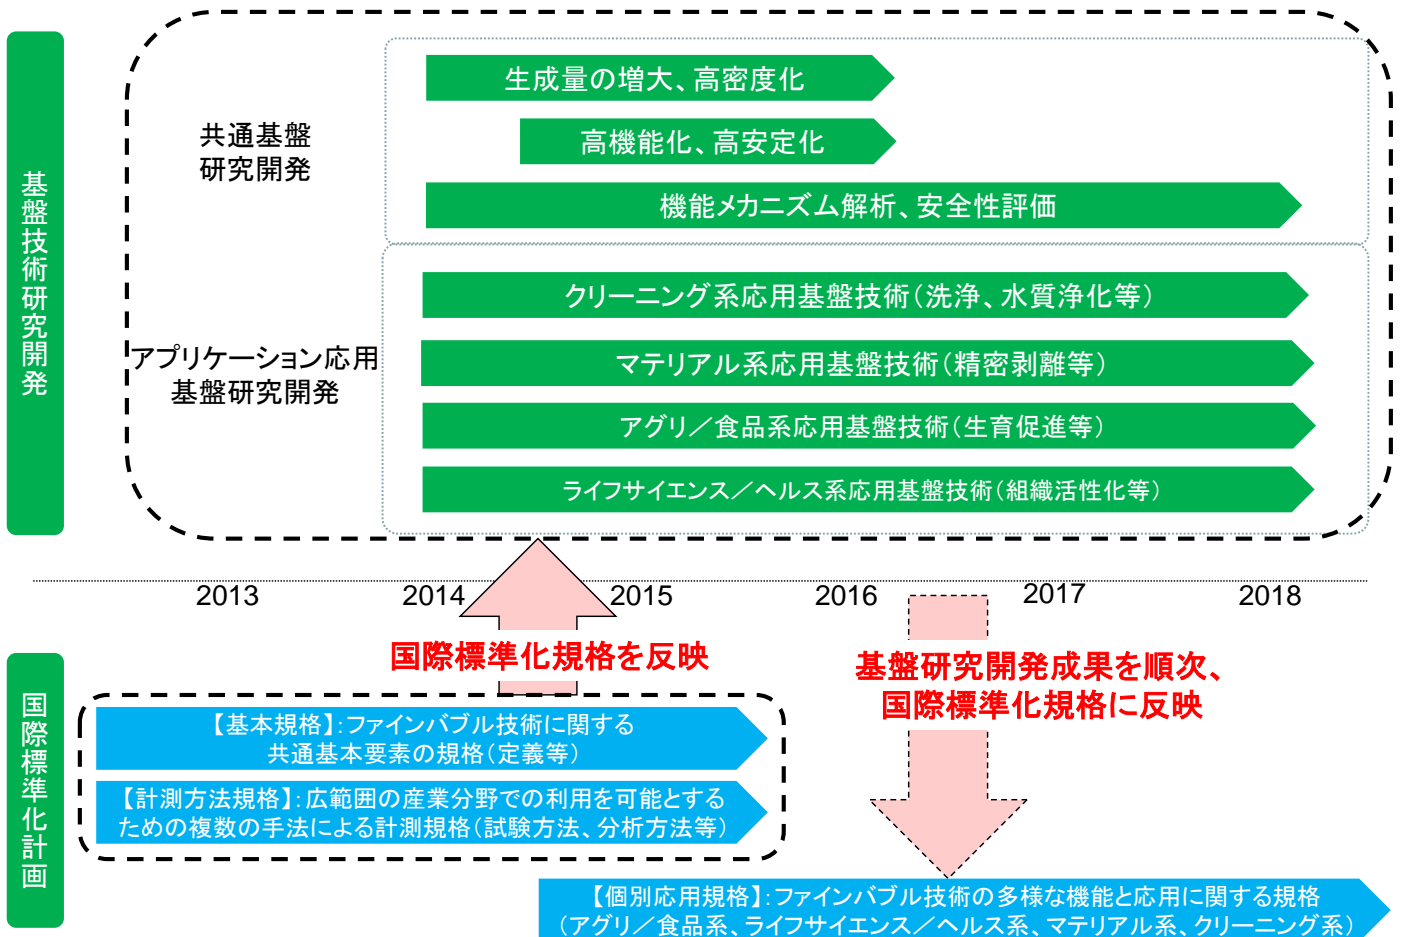 基盤技術研究開発
共通基盤
研究開発
生成量の増大、高密度化
高機能化、高安定化
機能メカニズム解析、安全性評価
アプリケーション応用
基盤研究開発
クリーニング系応用基盤技術（洗浄、水質浄化等）
マテリアル系応用基盤技術（精密剥離等）
アグリ／食品系応用基盤技術（生育促進等）
ライフサイエンス／ヘルス系応用基盤技術（組織活性化等）
2013 2014 2015 2016 2017 2018
国際標準化規格を反映
基盤研究開発成果を順次、
国際標準化規格に反映
国際標準化計画
【基本規格】：ファインバブル技術に関する
共通基本要素の規格（定義等）
【計測方法規格】：広範囲の産業分野での利用を可能とする
ための複数の手法による計測規格（試験方法、分析方法等）
【個別応用規格】：ファインバブル技術の多様な機能と応用に関する規格
（アグリ／食品系、ライフサイエンス／ヘルス系、マテリアル系、クリーニング系）